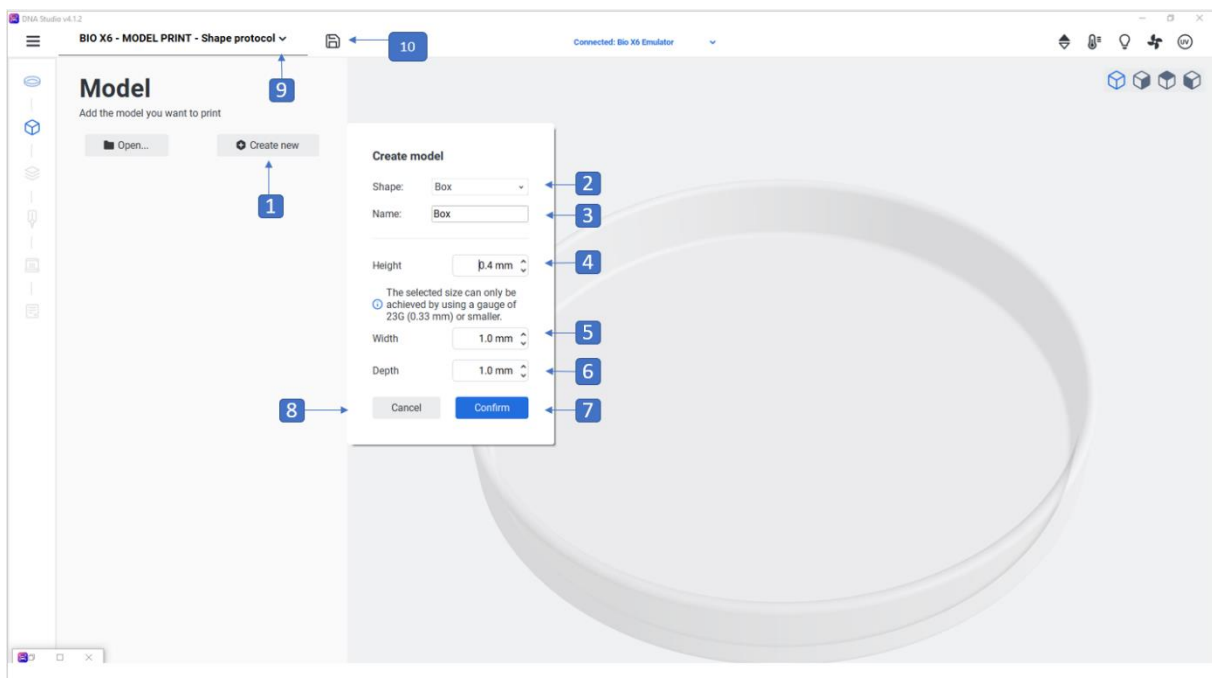 DNA Studio v4.1.2
BIO X6 - MODEL PRINT - Shape protocol
10
Connected: Bio X6 Emulator
UV
9
Model
Add the model you want to print
Open...
Create new
1
Create model
Shape: Box
2
Name: Box
3
Height 0.4 mm
4
The selected size can only be
achieved by using a gauge of
23G (0.33 mm) or smaller.
Width 1.0 mm
5
Depth 1.0 mm
6
8
Cancel
Confirm
7